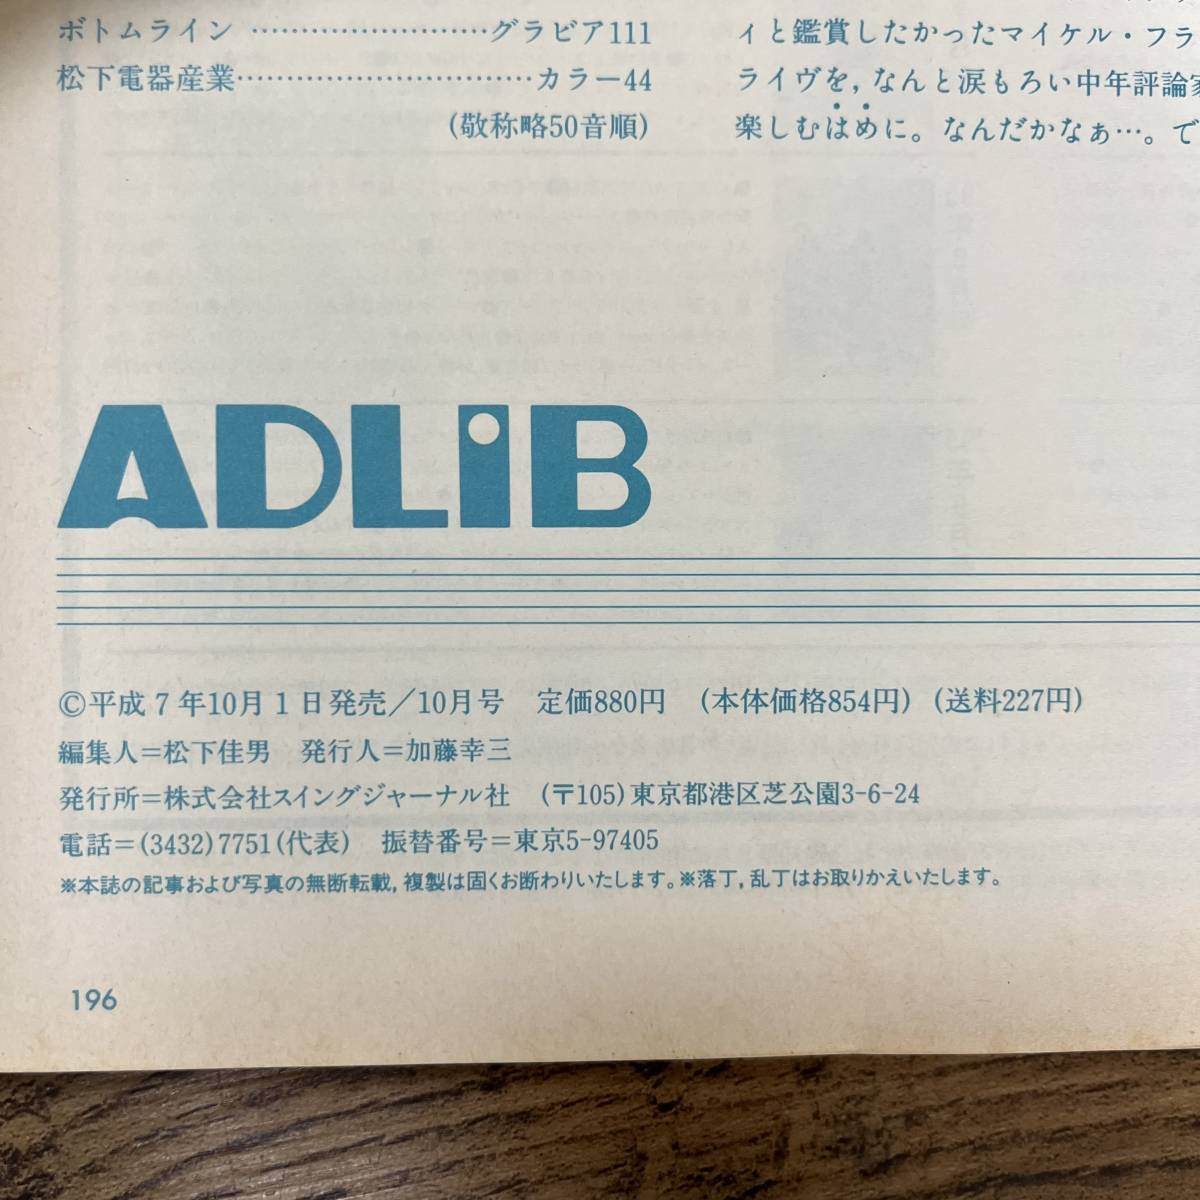 ボトムライン ……………………グラビア111
松下電器産業…………………………カラー44
(敬称略50音順)
ィと鑑賞したかったマイケル・フラ
ライヴを，なんと涙もろい中年評論家
楽しむはめに。なんだかなぁ…。で
ADLiB
©平成7年10月1日発売／10月号　定価880円　(本体価格854円)（送料227円)
編集人＝松下佳男　発行人＝加藤幸三
発行所＝株式会社スイングジャーナル社　(〒105)東京都港区芝公園3-6-24
電話＝(3432)7751(代表)　振替番号＝東京5-97405
※本誌の記事および写真の無断転載，複製は固くお断わりいたします。※落丁，乱丁はお取りかえいたします。
196